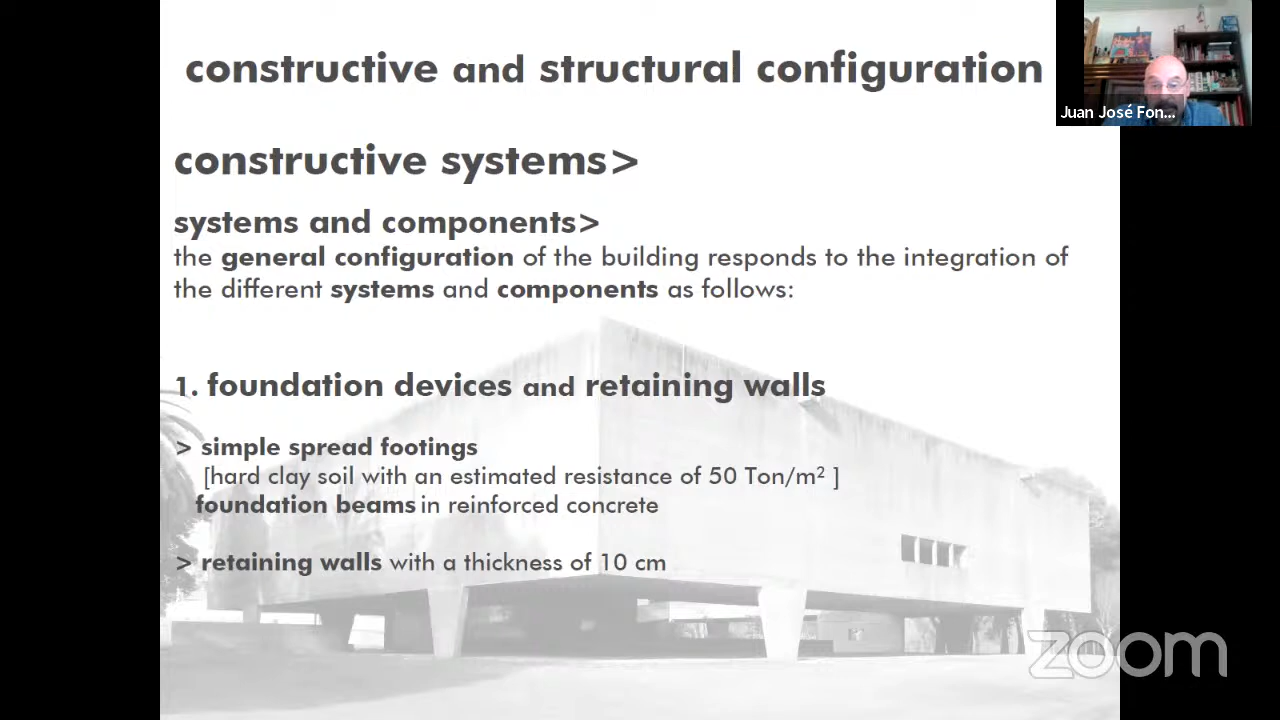 constructive and structural configuration
Juan José Fon...
constructive systems>
systems and components>
the general configuration of the building responds to the integration of
the different systems and components as follows:
1. foundation devices and retaining walls
> simple spread footings
[hard clay soil with an estimated resistance of 50 Ton/m² ]
foundation beams in reinforced concrete
> retaining walls with a thickness of 10 cm
zoom